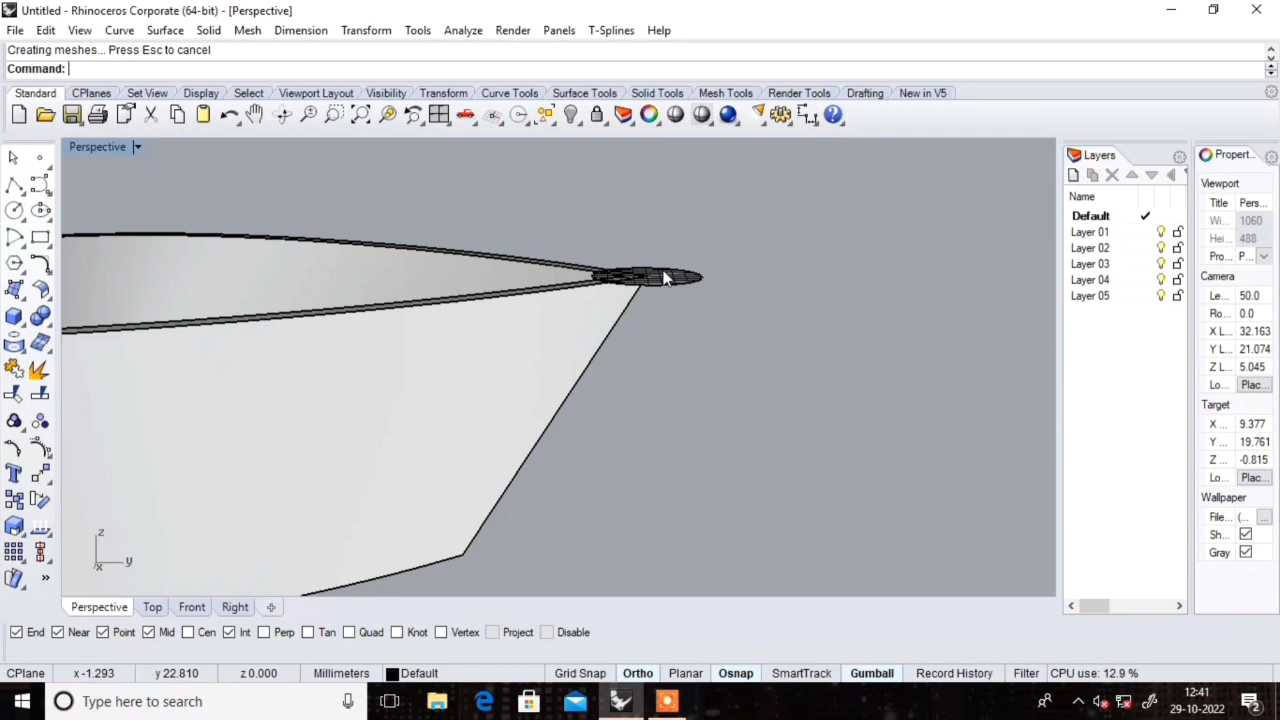 Untitled - Rhinoceros Corporate (64-bit) - [Perspective]
File Edit View Curve Surface Solid Mesh Dimension Transform Tools Analyze Render Panels T-Splines Help
Creating meshes... Press Esc to cancel
Command:
Standard CPlanes Set View Display Select Viewport Layout Visibility Transform Curve Tools Surface Tools Solid Tools Mesh Tools Render Tools Drafting New in V5
Perspective
Layers
Name
Default
Layer 01
Layer 02
Layer 03
Layer 04
Layer 05
Propert...
Viewport
Title Pers...
Wi... 1060
Hei... 488
Pro... P...
Camera
Le... 50.0
Ro... 0.0
X L... 32.163
Y L... 21.074
Z L... 5.045
Lo... Plac...
Target
X ... 9.377
Y ... 19.761
Z ... -0.815
Lo... Plac...
Wallpaper
File... (... ...
Sh...
Gray
z
y
x
Perspective Top Front Right
End Near Point Mid Cen Int Perp Tan Quad Knot Vertex Project Disable
CPlane x -1.293 y 22.810 z 0.000 Millimeters Default Grid Snap Ortho Planar Osnap SmartTrack Gumball Record History Filter CPU use: 12.9 %
Type here to search
12:41
29-10-2022
2